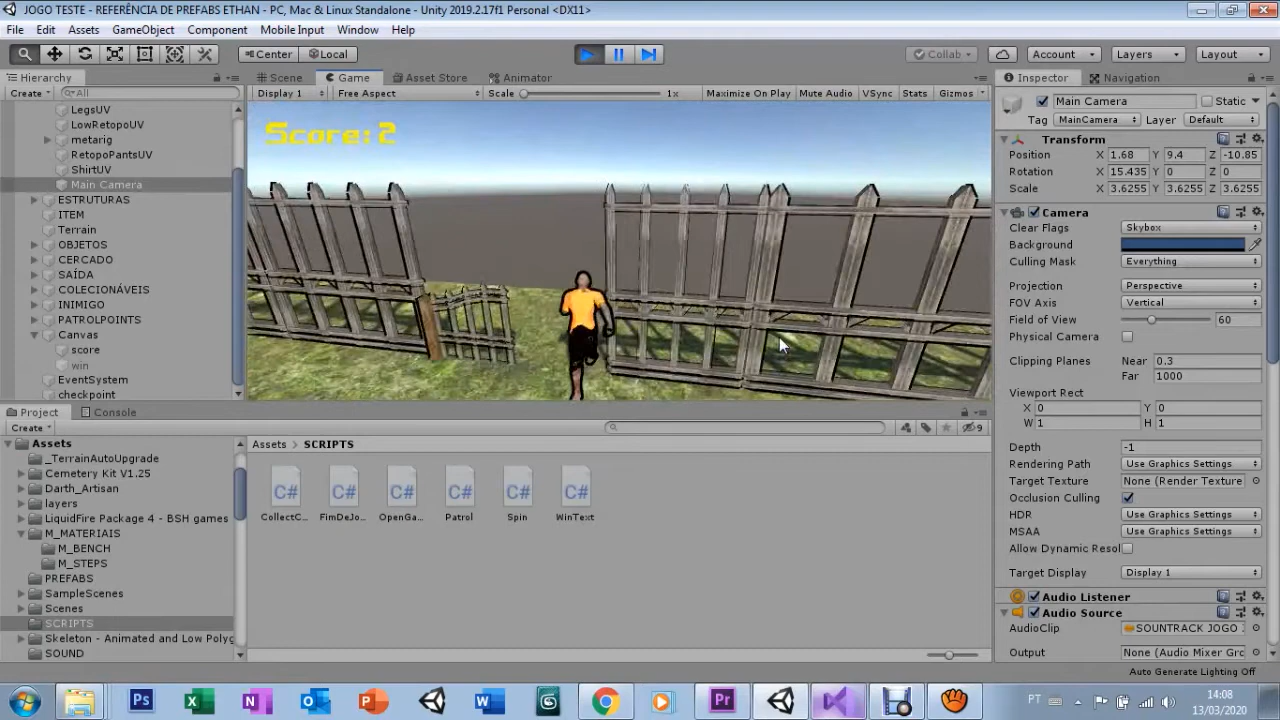 JOGO TESTE - REFERÊNCIA DE PREFABS ETHAN - PC, Mac & Linux Standalone - Unity 2019.2.17f1 Personal <DX11>
File Edit Assets GameObject Component Mobile Input Window Help
Center Local Collab Account Layers Layout
Hierarchy Scene Game Asset Store Animator Inspector Navigation
Create All Display 1 Free Aspect Scale 1x Maximize On Play Mute Audio VSync Stats Gizmos
Score: 2
LegsUV
LowRetopoUV
metarig
RetopoPantsUV
ShirtUV
Main Camera
ESTRUTURAS
ITEM
Terrain
OBJETOS
CERCADO
SAÍDA
COLECIONÁVEIS
INIMIGO
PATROLPOINTS
Canvas
score
win
EventSystem
checkpoint
Main Camera Static
Tag MainCamera Layer Default
Transform
Position X 1.68 Y 9.4 Z -10.85
Rotation X 15.435 Y 0 Z 0
Scale X 3.6255 Y 3.6255 Z 3.6255
Camera
Clear Flags Skybox
Background
Culling Mask Everything
Projection Perspective
FOV Axis Vertical
Field of View 60
Physical Camera
Clipping Planes Near 0.3
Far 1000
Viewport Rect
X 0 Y 0
W 1 H 1
Depth -1
Rendering Path Use Graphics Settings
Target Texture None (Render Texture
Occlusion Culling
HDR Use Graphics Settings
MSAA Use Graphics Settings
Allow Dynamic Resol
Target Display Display 1
Audio Listener
Audio Source
AudioClip SOUNTRACK JOGO
Output None (Audio Mixer Grc
Auto Generate Lighting Off
Project Console
Create 9
Assets
_TerrainAutoUpgrade
Cemetery Kit V1.25
Darth_Artisan
layers
LiquidFire Package 4 - BSH games
M_MATERIAIS
M_BENCH
M_STEPS
PREFABS
SampleScenes
Scenes
SCRIPTS
Skeleton - Animated and Low Polyg
SOUND
Assets > SCRIPTS
C# C# C# C# C# C#
CollectC... FimDeJo... OpenGa... Patrol Spin WinText
Ps X N O P W 3 Pr
PT 14:08
13/03/2020